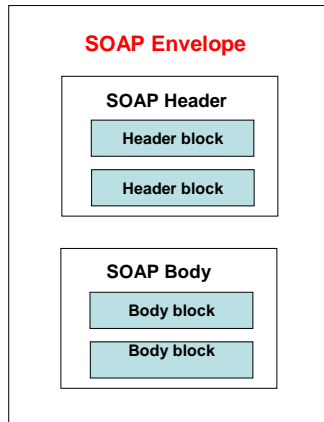 SOAP Envelope
SOAP Header
Header block
Header block
SOAP Body
Body block
Body block